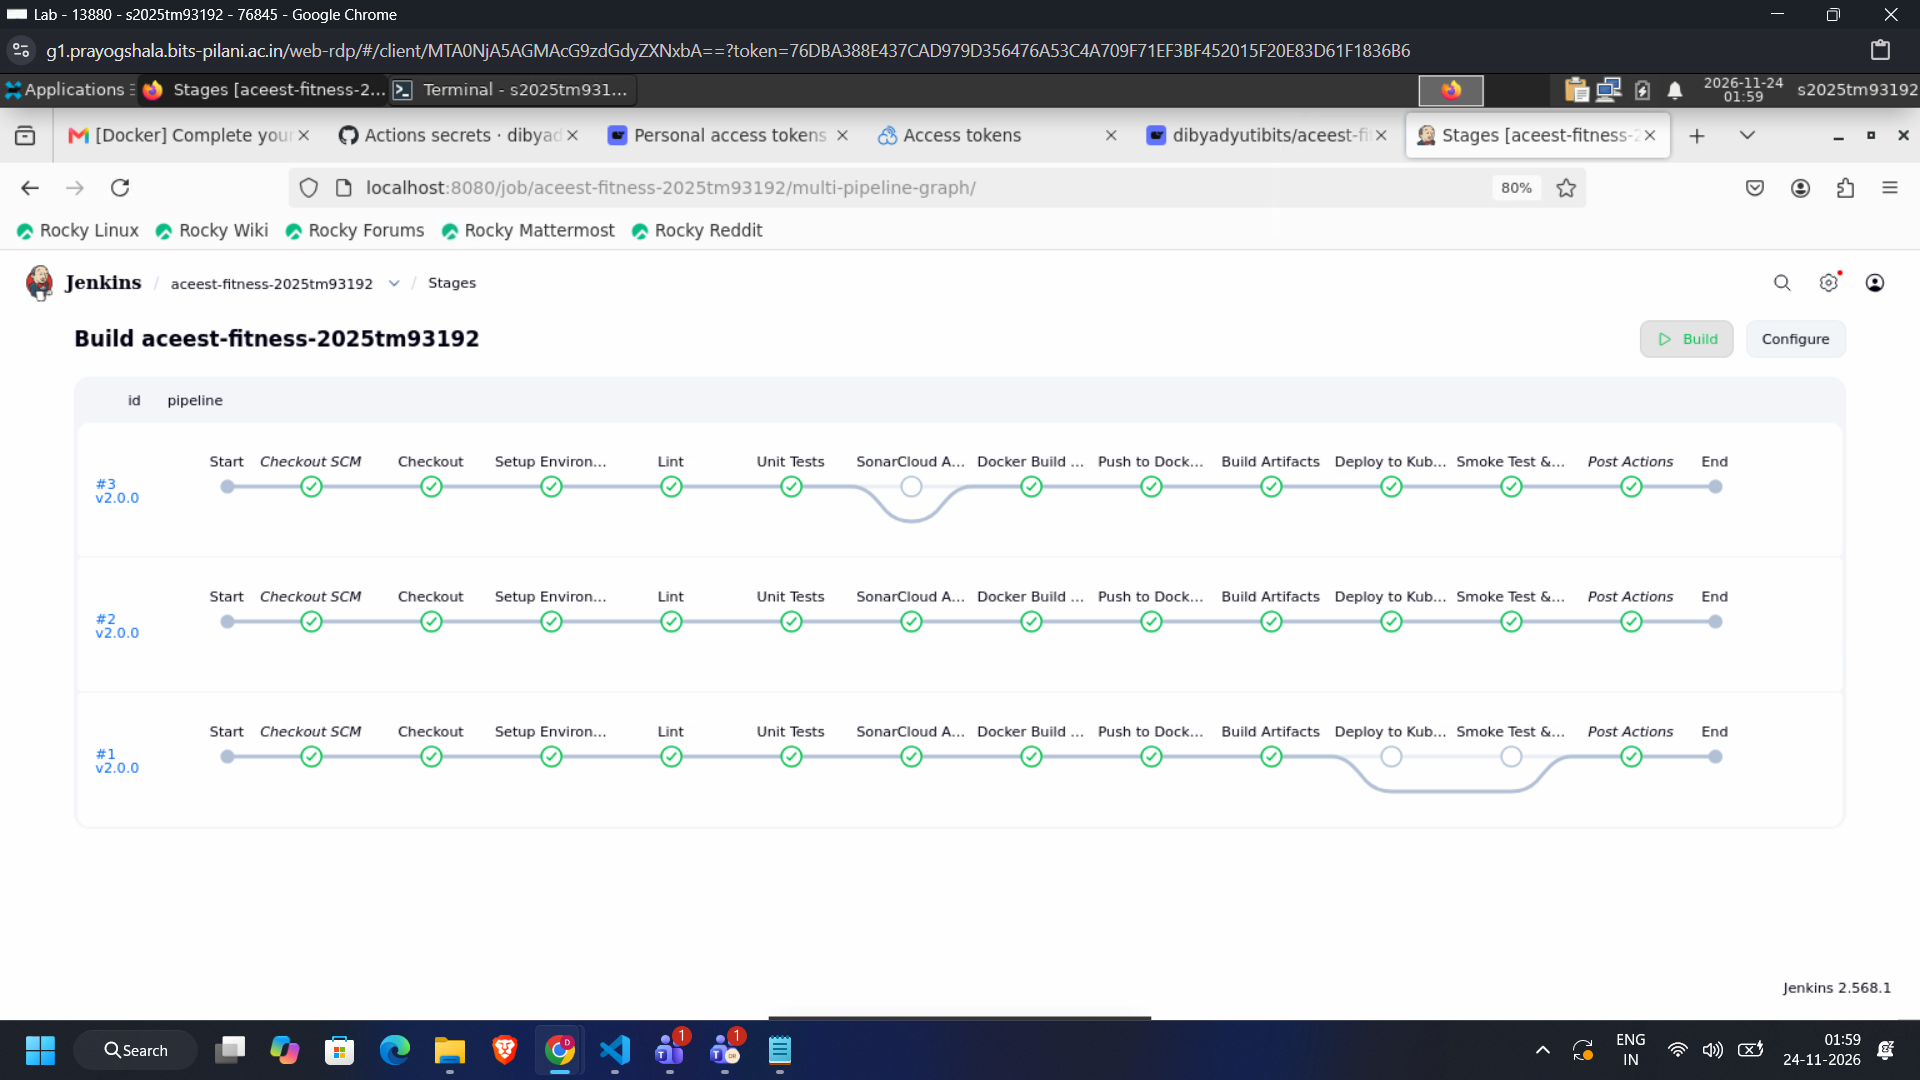 Lab - 13880 - s2025tm93192 - 76845 - Google Chrome
g1.prayogshala.bits-pilani.ac.in/web-rdp/#/client/MTA0NjA5AGMAcG9zdGdyZXNxbA==?token=76DBA388E437CAD979D356476A53C4A709F71EF3BF452015F20E83D61F1836B6
Applications Stages [aceest-fitness-2... Terminal - s2025tm931... 2026-11-24 s2025tm93192
01:59
[Docker] Complete your Actions secrets · dibyad Personal access tokens Access tokens dibyadyutibits/aceest-fi Stages [aceest-fitness-2
localhost:8080/job/aceest-fitness-2025tm93192/multi-pipeline-graph/ 80%
Rocky Linux Rocky Wiki Rocky Forums Rocky Mattermost Rocky Reddit
Jenkins / aceest-fitness-2025tm93192 / Stages
Build aceest-fitness-2025tm93192 Build Configure
id pipeline
Start Checkout SCM Checkout Setup Environ... Lint Unit Tests SonarCloud A... Docker Build ... Push to Dock... Build Artifacts Deploy to Kub... Smoke Test &... Post Actions End
#3
v2.0.0
Start Checkout SCM Checkout Setup Environ... Lint Unit Tests SonarCloud A... Docker Build ... Push to Dock... Build Artifacts Deploy to Kub... Smoke Test &... Post Actions End
#2
v2.0.0
Start Checkout SCM Checkout Setup Environ... Lint Unit Tests SonarCloud A... Docker Build ... Push to Dock... Build Artifacts Deploy to Kub... Smoke Test &... Post Actions End
#1
v2.0.0
Jenkins 2.568.1
Search 1 1 ENG 01:59
IN 24-11-2026